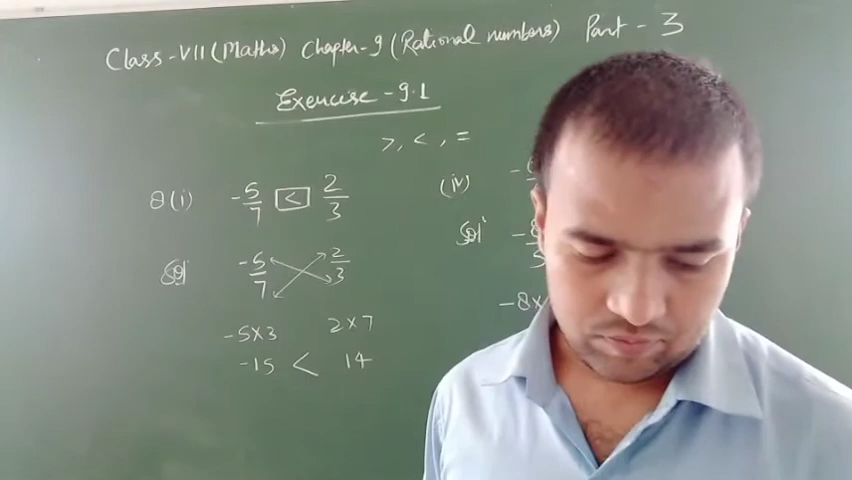 Class-VII (Maths) Chapter-9 (Rational numbers) Part - 3
Exercise - 9.1
>, <, =
8(i) -5/7 < 2/3
(iv)
Sol -5/7 2/3
Sol
-5×3 2×7
-8×
-15 < 14